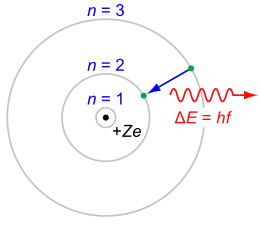 n = 3
n = 2
n = 1
+Ze
ΔE = hf